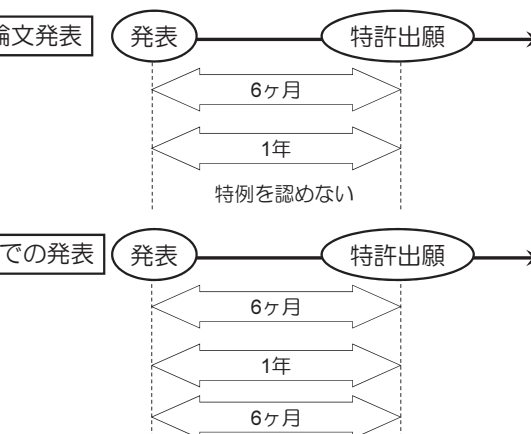 論文発表
発表
特許出願
6ヶ月
1年
特例を認めない
での発表
発表
特許出願
6ヶ月
1年
6ヶ月